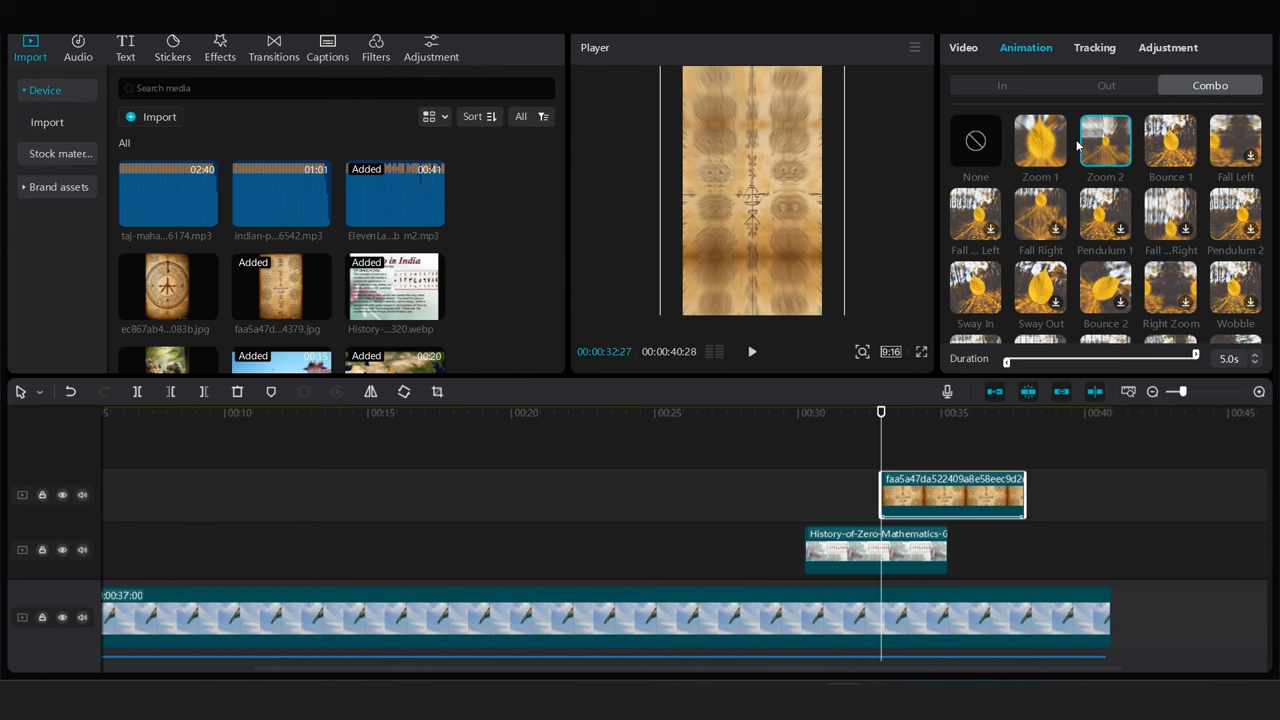 Import Audio Text Stickers Effects Transitions Captions Filters Adjustment
Device
Import
Stock mater...
Brand assets
Search media
Import
Sort
All
All
02:40
01:01
Added 00:41
taj-maha...6174.mp3
indian-p...6542.mp3
ElevenLa...b m2.mp3
Added
Added
ec867ab4...083b.jpg
faa5a47d...4379.jpg
History-...320.webp
Added 00:15
Added 00:20
Player
00:00:32:27
00:00:40:28
9:16
Video Animation Tracking Adjustment
In Out Combo
None Zoom 1 Zoom 2 Bounce 1 Fall Left
Fall ... Left Fall Right Pendulum 1 Fall ...Right Pendulum 2
Sway In Sway Out Bounce 2 Right Zoom Wobble
Duration 5.0s
5 00:10 00:15 00:20 00:25 00:30 00:35 00:40 00:45
faa5a47da522409a8e58eec9d2
History-of-Zero-Mathematics-
:00:37:00